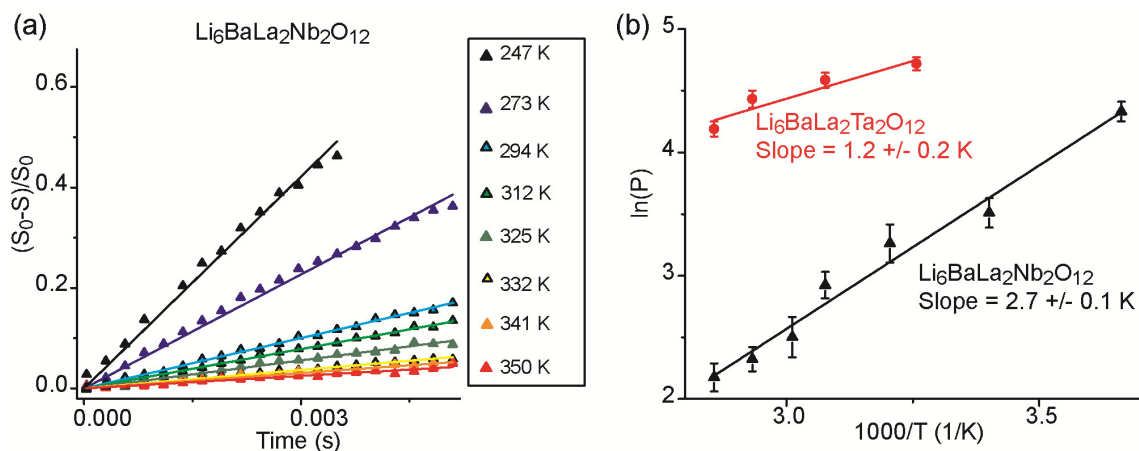 (a)
Li6BaLa2Nb2O12
(S0-S)/S0
0.6
0.4
0.2
0.0
0.000
0.003
Time (s)
247 K
273 K
294 K
312 K
325 K
332 K
341 K
350 K
(b)
ln(P)
5
4
3
2
3.0
3.5
1000/T (1/K)
Li6BaLa2Ta2O12
Slope = 1.2 +/- 0.2 K
Li6BaLa2Nb2O12
Slope = 2.7 +/- 0.1 K